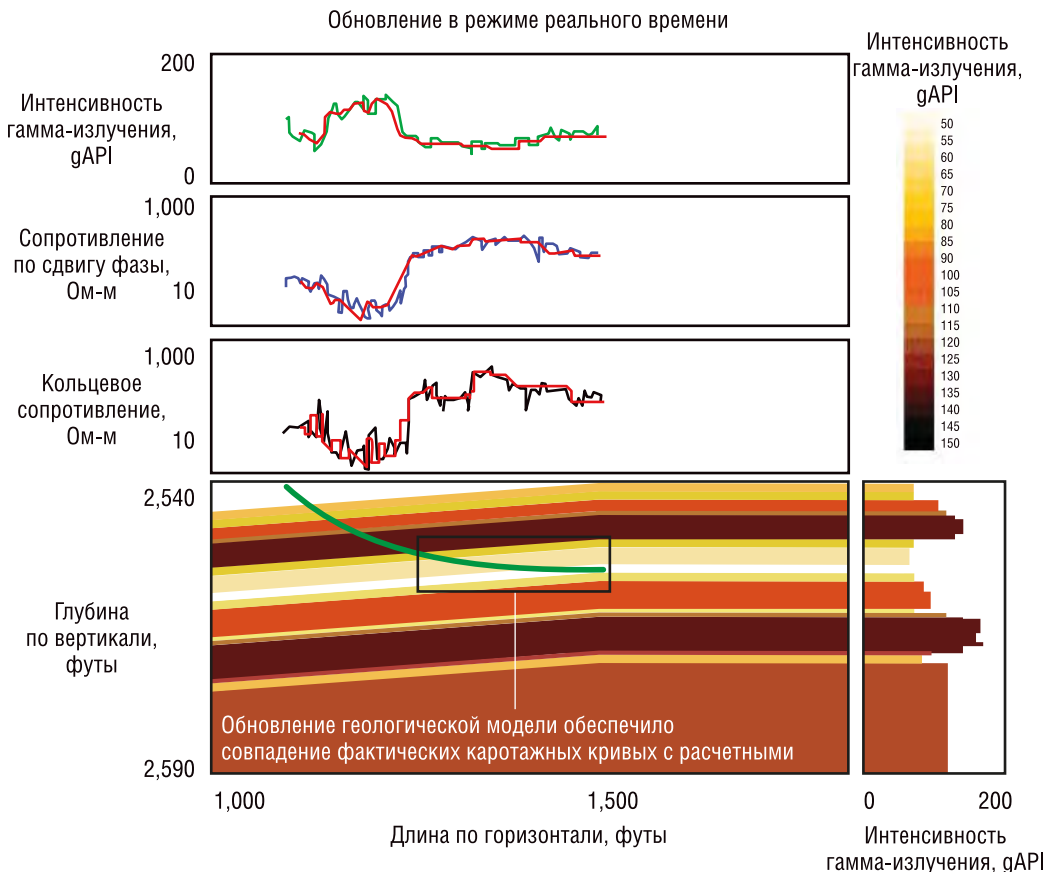 Обновление в режиме реального времени
Интенсивность
гамма-излучения,
gAPI
200
0
Сопротивление
по сдвигу фазы,
Ом-м
1,000
10
Кольцевое
сопротивление,
Ом-м
1,000
10
Интенсивность
гамма-излучения,
gAPI
50
55
60
65
70
75
80
85
90
100
105
110
115
120
125
130
135
140
145
150
Глубина
по вертикали,
футы
2,540
2,590
Обновление геологической модели обеспечило
совпадение фактических каротажных кривых с расчетными
1,000
1,500
Длина по горизонтали, футы
0
200
Интенсивность
гамма-излучения, gAPI